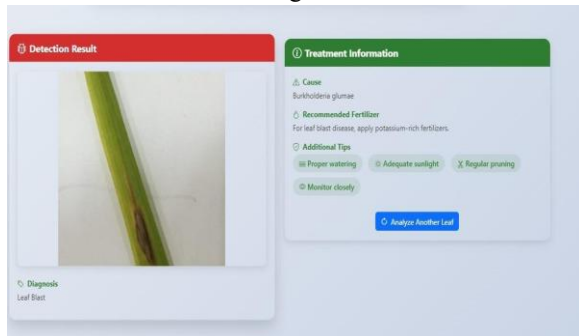 Detection Result
Diagnosis
Leaf Blast
Treatment Information
Cause
Burkholderia glumae
Recommended Fertilizer
For leaf blast disease, apply potassium-rich fertilizers.
Additional Tips
Proper watering
Adequate sunlight
Regular pruning
Monitor closely
Analyze Another Leaf